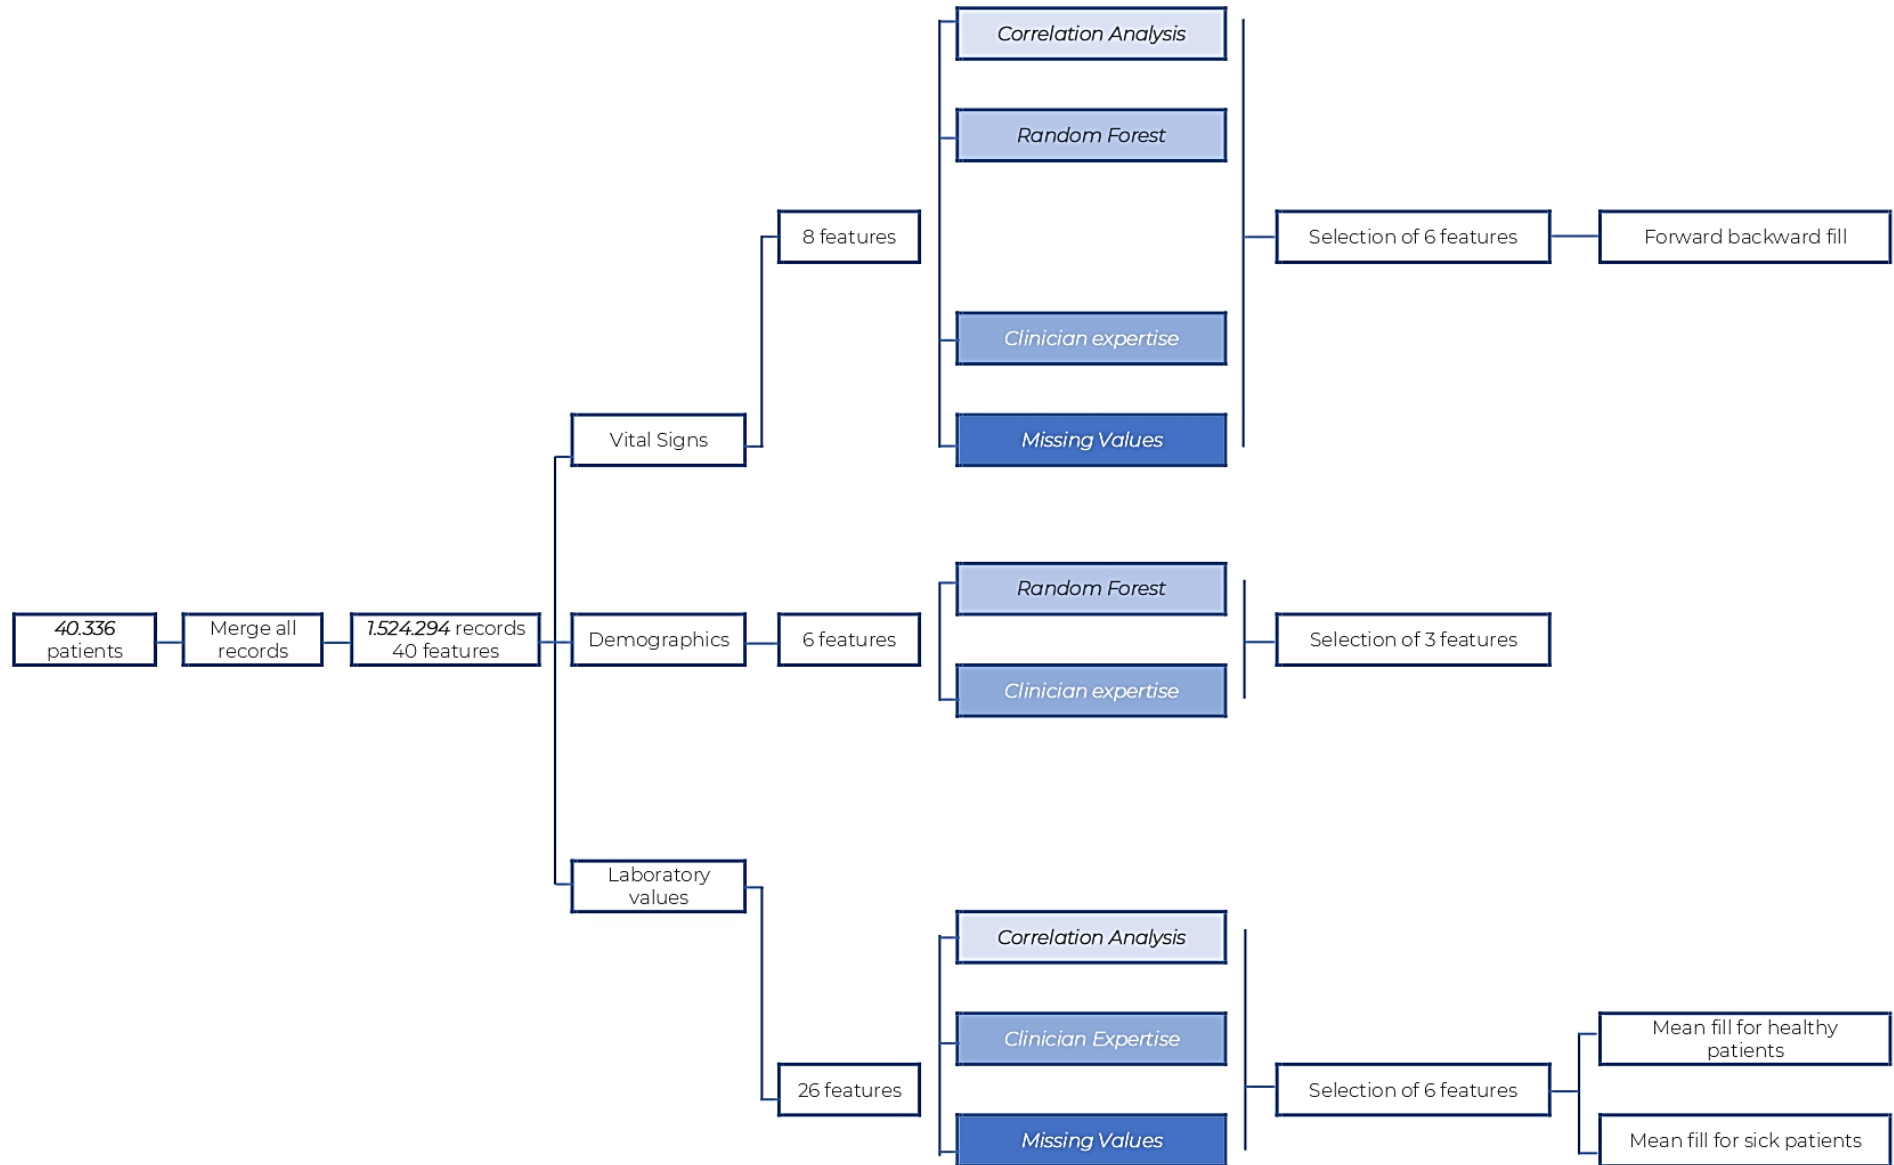 40.336
patients
Merge all
records
1.524.294 records
40 features
Vital Signs
8 features
Correlation Analysis
Random Forest
Clinician expertise
Missing Values
Selection of 6 features
Forward backward fill
Demographics
6 features
Random Forest
Clinician expertise
Selection of 3 features
Laboratory
values
26 features
Correlation Analysis
Clinician Expertise
Missing Values
Selection of 6 features
Mean fill for healthy
patients
Mean fill for sick patients